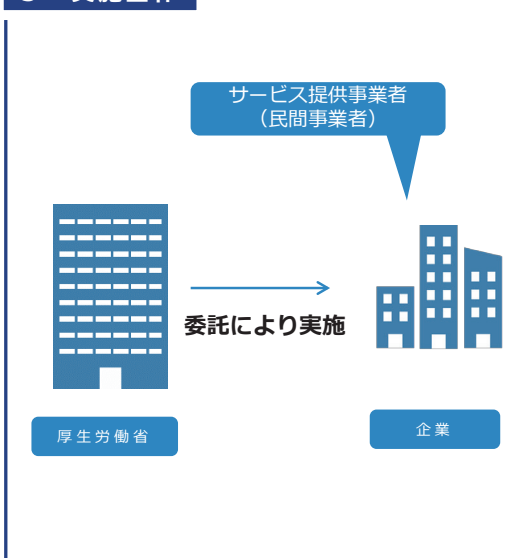 サービス提供事業者
（民間事業者）
委託により実施
厚生労働省
企業